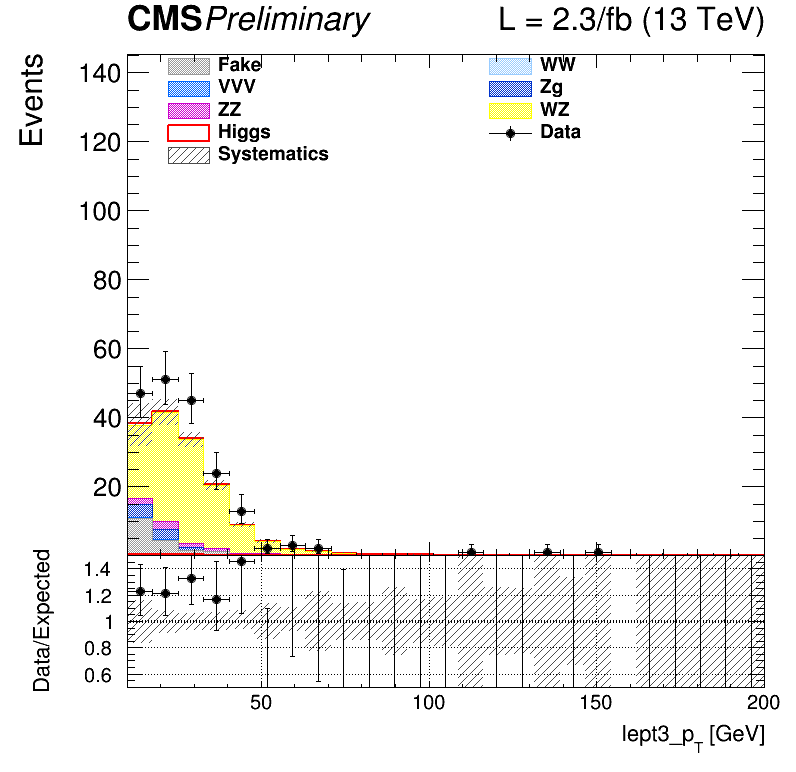 CMS Preliminary L = 2.3/fb (13 TeV)
Events
140
120
100
80
60
40
20
Fake
VVV
ZZ
Higgs
Systematics
WW
Zg
WZ
Data
Data/Expected
1.4
1.2
1
0.8
0.6
50 100 150 200
lept3_p_T [GeV]